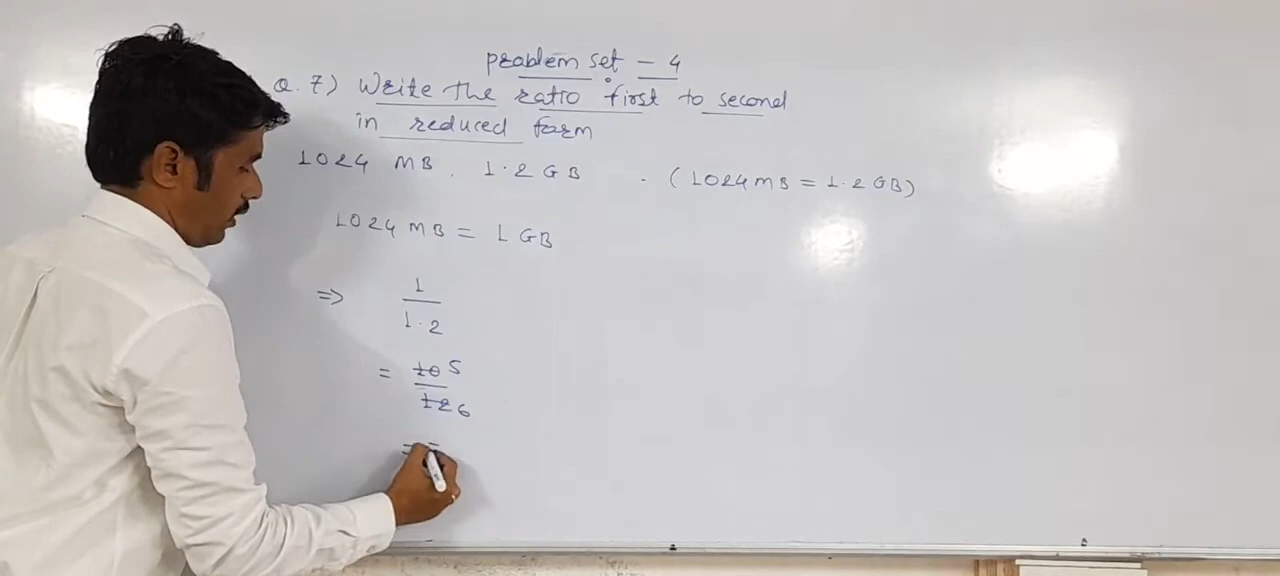 problem set - 4
Q. 7) Write the ratio first to second
in reduced form
1024 MB, 1.2 GB . (1024 MB = 1.2 GB)
1024 MB = 1 GB
⇒ 1
1.2
= 10 5
12 6
=